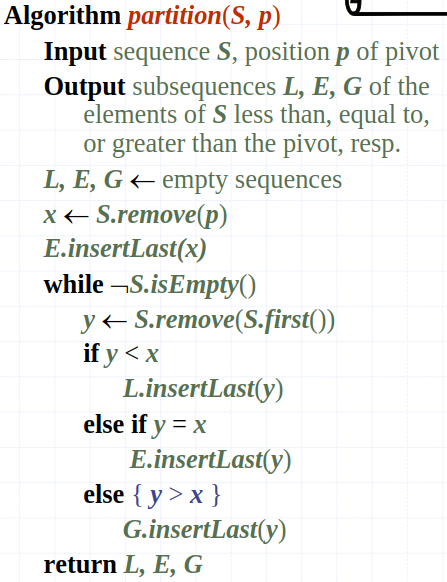 Algorithm partition(S, p)
Input sequence S, position p of pivot
Output subsequences L, E, G of the
elements of S less than, equal to,
or greater than the pivot, resp.
L, E, G ← empty sequences
x ← S.remove(p)
E.insertLast(x)
while ¬S.isEmpty()
y ← S.remove(S.first())
if y < x
L.insertLast(y)
else if y = x
E.insertLast(y)
else { y > x }
G.insertLast(y)
return L, E, G